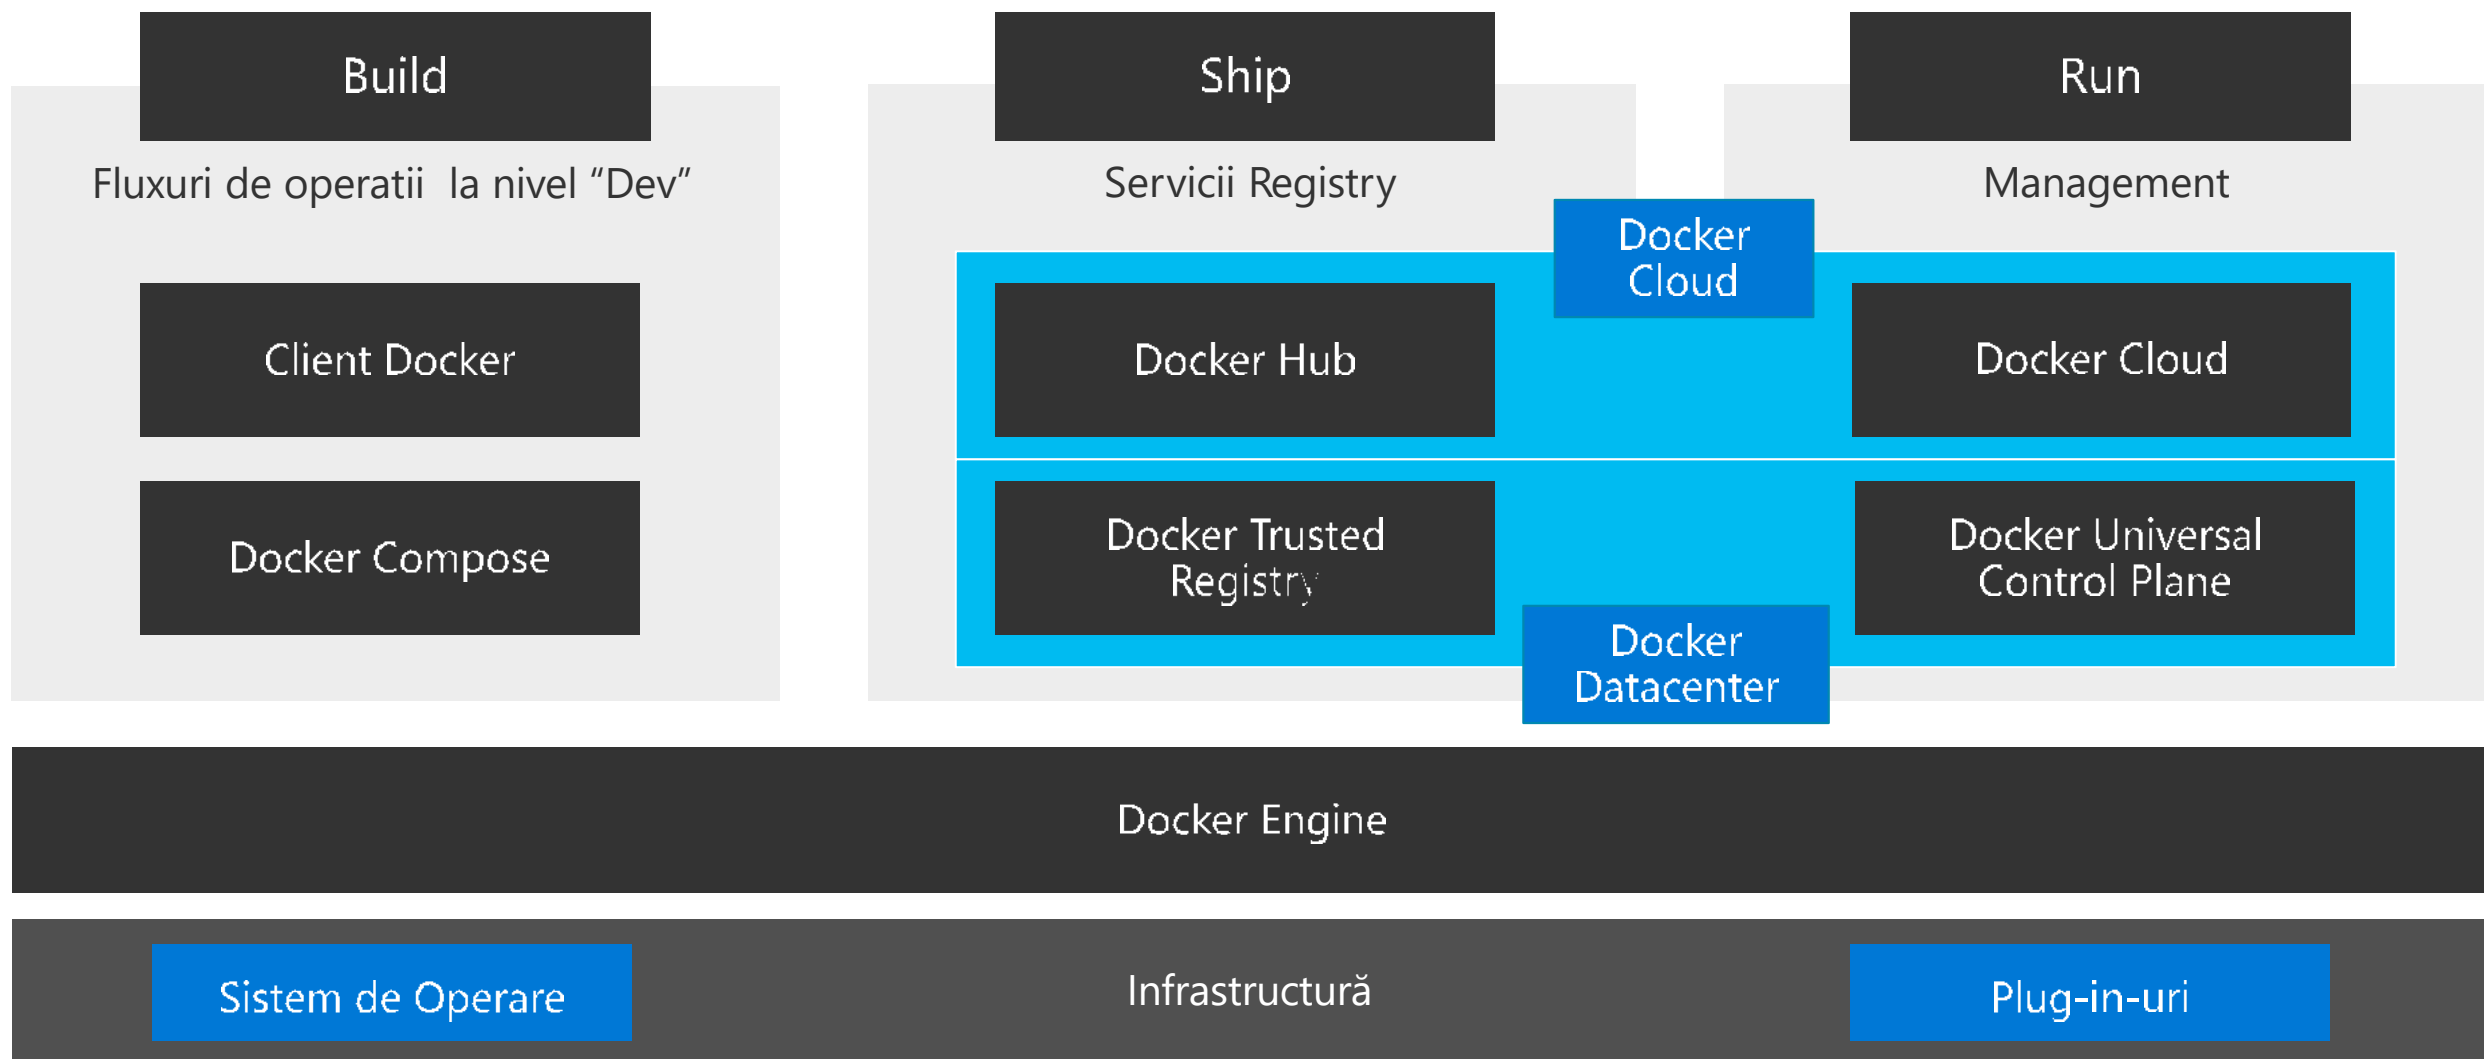 Build
Ship
Run
Fluxuri de operatii  la nivel “Dev”
Servicii Registry
Management
Docker
Cloud
Client Docker
Docker Hub
Docker Cloud
Docker Compose
Docker Trusted
Registry
Docker Universal
Control Plane
Docker
Datacenter
Docker Engine
Sistem de Operare
Infrastructură
Plug-in-uri